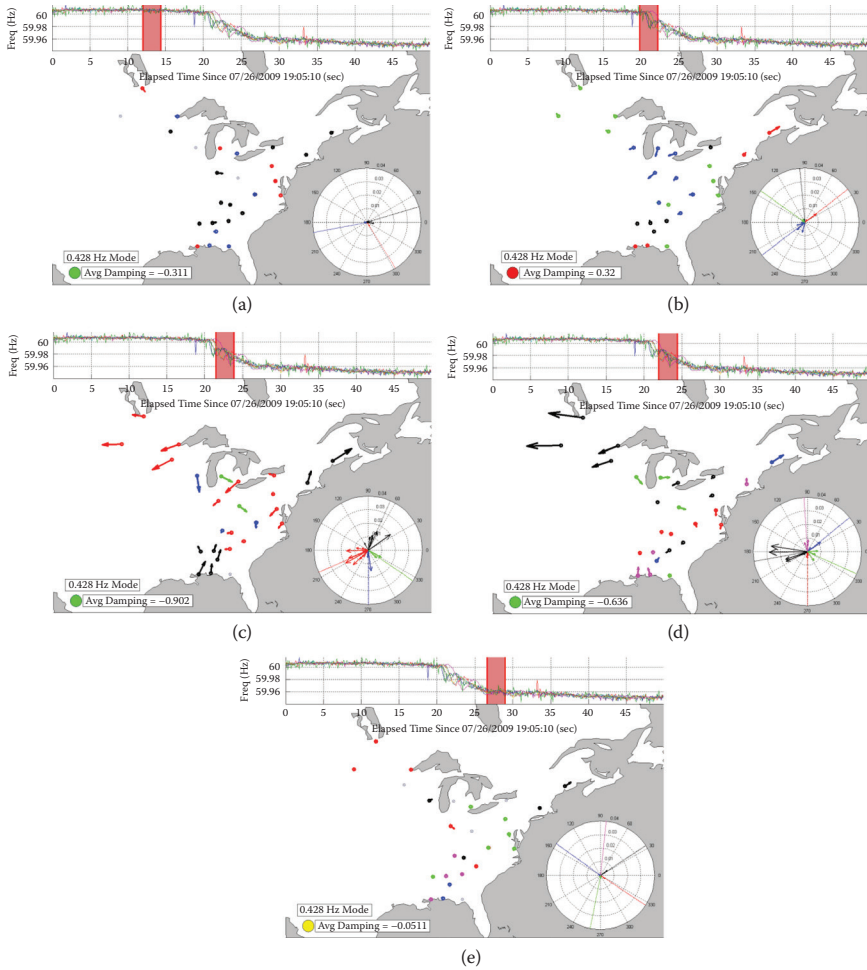 Freq (Hz)
60
59.98
59.96
0 5 10 15 20 25 30 35 40 45
Elapsed Time Since 07/26/2009 19:05:10 (sec)
0.428 Hz Mode
Avg Damping = −0.311
(a)
Freq (Hz)
60
59.98
59.96
0 5 10 15 20 25 30 35 40 45
Elapsed Time Since 07/26/2009 19:05:10 (sec)
0.428 Hz Mode
Avg Damping = 0.32
(b)
Freq (Hz)
60
59.98
59.96
0 5 10 15 20 25 30 35 40 45
Elapsed Time Since 07/26/2009 19:05:10 (sec)
0.428 Hz Mode
Avg Damping = −0.902
(c)
Freq (Hz)
60
59.98
59.96
0 5 10 15 20 25 30 35 40 45
Elapsed Time Since 07/26/2009 19:05:10 (sec)
0.428 Hz Mode
Avg Damping = −0.636
(d)
Freq (Hz)
60
59.98
59.96
0 5 10 15 20 25 30 35 40 45
Elapsed Time Since 07/26/2009 19:05:10 (sec)
0.428 Hz Mode
Avg Damping = −0.0511
(e)